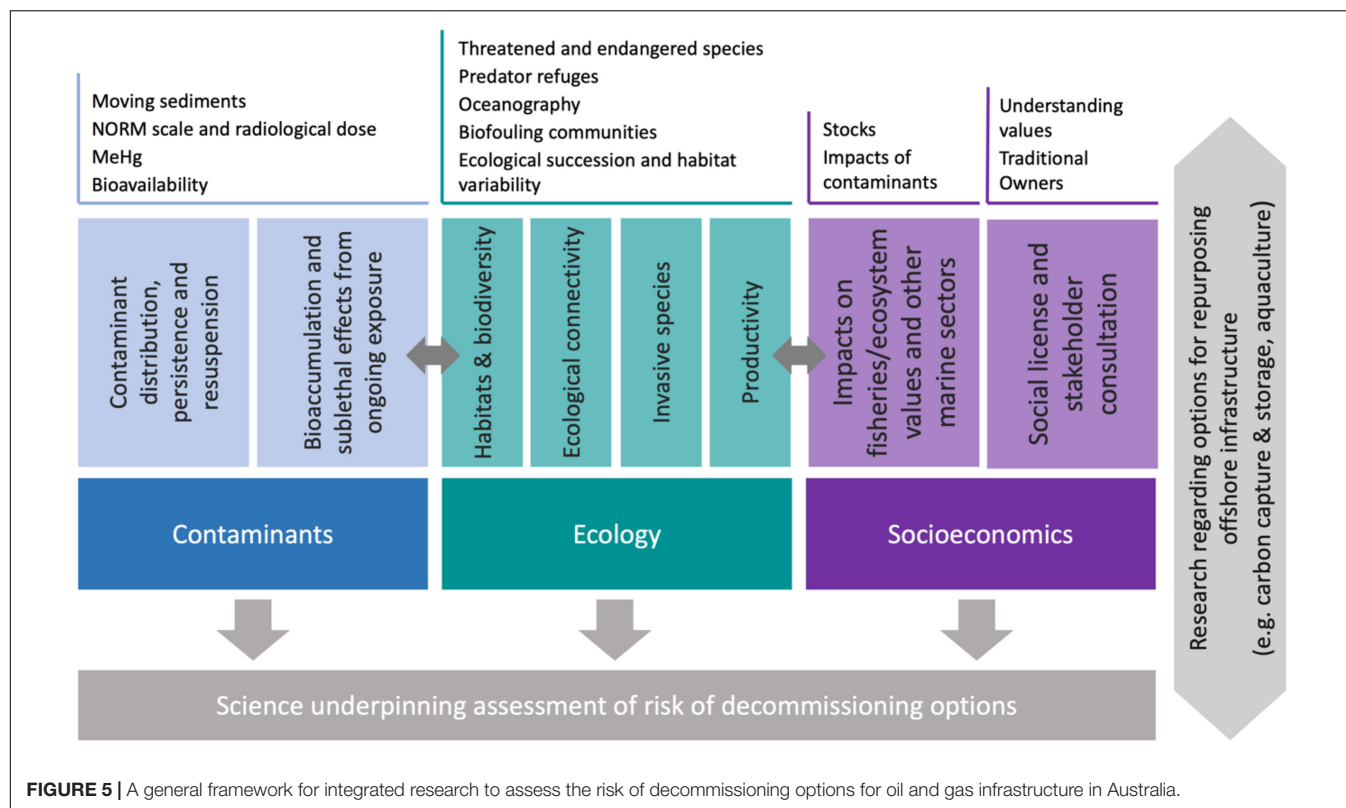 Moving sediments
NORM scale and radiological dose
MeHg
Bioavailability
Threatened and endangered species
Predator refuges
Oceanography
Biofouling communities
Ecological succession and habitat
variability
Stocks
Impacts of
contaminants
Understanding
values
Traditional
Owners
Contaminant
distribution,
persistence and
resuspension
Bioaccumulation and
sublethal effects from
ongoing exposure
Habitats & biodiversity
Ecological connectivity
Invasive species
Productivity
Impacts on
fisheries/ecosystem
values and other
marine sectors
Social license and
stakeholder
consultation
Contaminants
Ecology
Socioeconomics
Science underpinning assessment of risk of decommissioning options
Research regarding options for repurposing
offshore infrastructure
(e.g. carbon capture & storage, aquaculture)
FIGURE 5 | A general framework for integrated research to assess the risk of decommissioning options for oil and gas infrastructure in Australia.